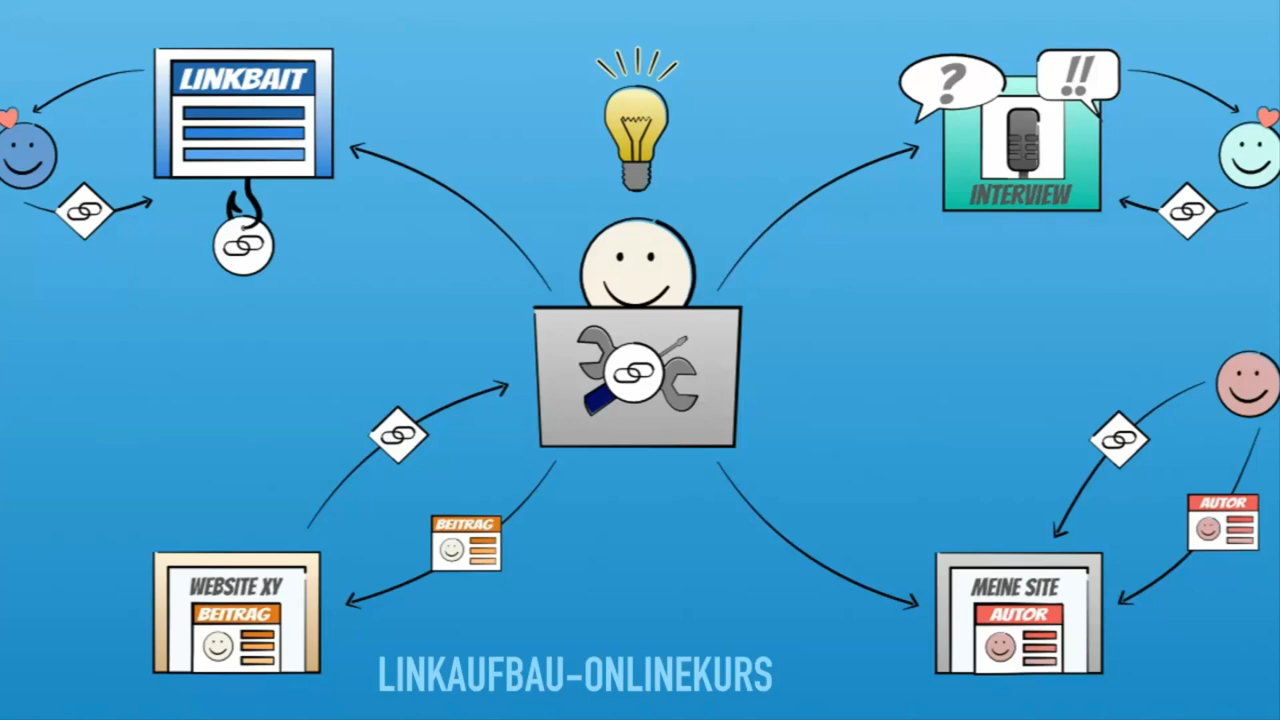 LINKBAIT
?
!!
INTERVIEW
BEITRAG
AUTOR
WEBSITE XY
BEITRAG
MEINE SITE
AUTOR
LINKAUFBAU-ONLINEKURS